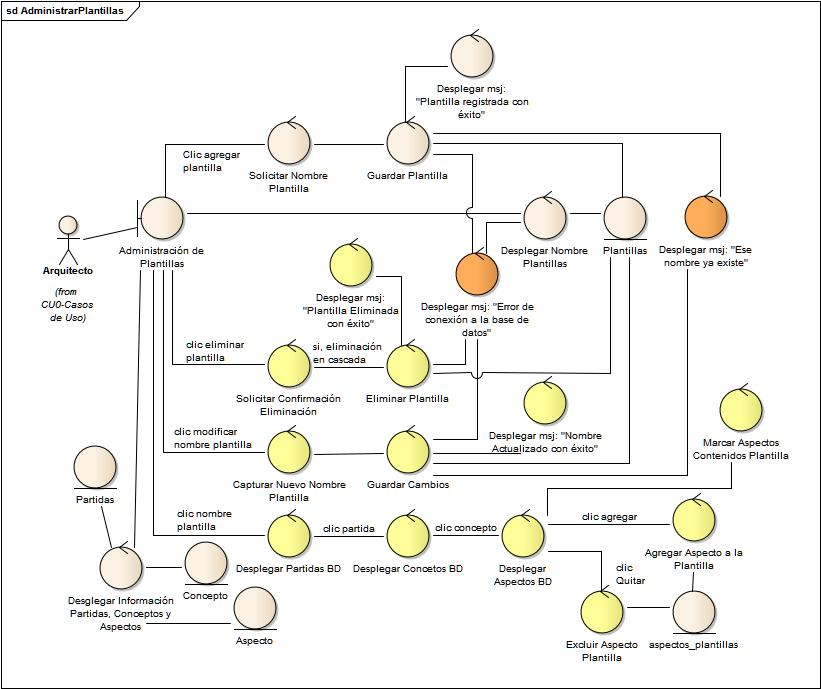 sd AdministrarPlantillas
Desplegar msj:
"Plantilla registrada con
éxito"
Clic agregar
plantilla
Solicitar Nombre
Plantilla
Guardar Plantilla
Arquitecto
(from
CU0-Casos
de Uso)
Administración de
Plantillas
Desplegar Nombre
Plantillas
Plantillas
Desplegar msj: "Ese
nombre ya existe"
Desplegar msj:
"Plantilla Eliminada
con éxito"
Desplegar msj: "Error de
conexión a la base de
datos"
clic eliminar
plantilla
si, eliminación
en cascada
Solicitar Confirmación
Eliminación
Eliminar Plantilla
Desplegar msj: "Nombre
Actualizado con éxito"
clic modificar
nombre plantilla
Marcar Aspectos
Contenidos Plantilla
Capturar Nuevo Nombre
Plantilla
Guardar Cambios
Partidas
clic nombre
plantilla
clic partida
clic concepto
clic agregar
Desplegar Partidas BD
Desplegar Concetos BD
Desplegar
Aspectos BD
Agregar Aspecto a la
Plantilla
clic
Quitar
Desglegar Información
Partidas, Conceptos y
Aspectos
Concepto
Aspecto
Excluir Aspecto
Plantilla
aspectos_plantillas